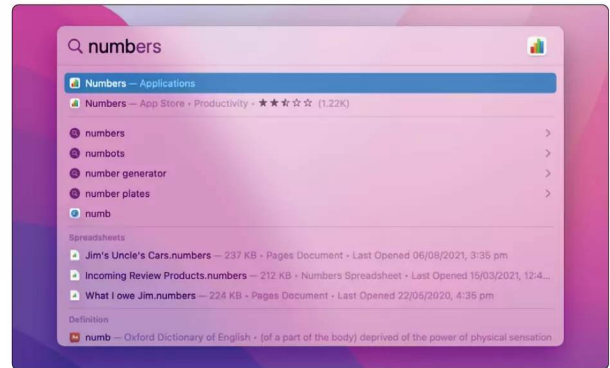 numbers
Numbers — Applications
Numbers — App Store • Productivity • ★★⯪☆☆ (1.22K)
numbers
numbots
number generator
number plates
numb
Spreadsheets
Jim's Uncle's Cars.numbers — 237 KB • Pages Document • Last Opened 06/08/2021, 3:35 pm
Incoming Review Products.numbers — 212 KB • Numbers Spreadsheet • Last Opened 15/03/2021, 12:4...
What I owe Jim.numbers — 224 KB • Pages Document • Last Opened 22/05/2020, 4:35 pm
Definition
numb — Oxford Dictionary of English • (of a part of the body) deprived of the power of physical sensation